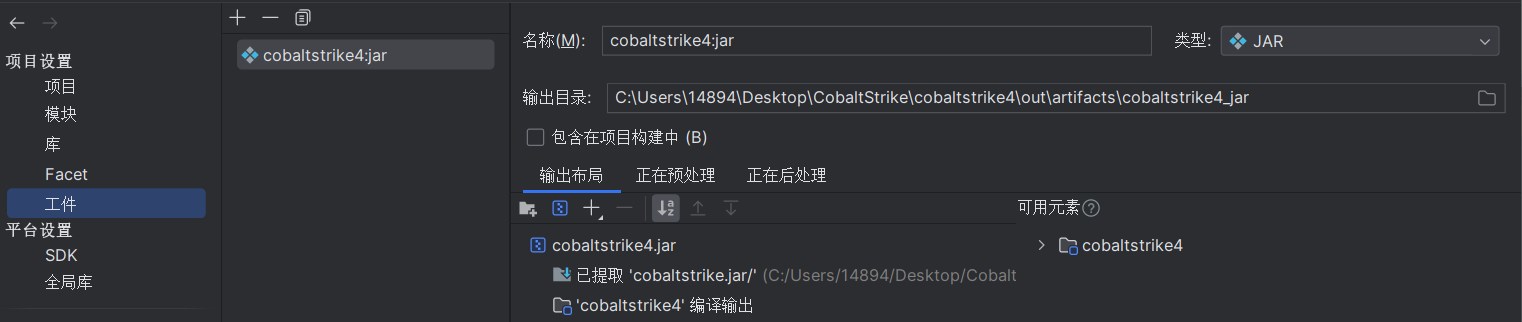 项目设置
项目
模块
库
Facet
工件
平台设置
SDK
全局库
cobaltstrike4:jar
名称(M): cobaltstrike4:jar 类型: JAR
输出目录: C:\Users\14894\Desktop\CobaltStrike\cobaltstrike4\out\artifacts\cobaltstrike4_jar
包含在项目构建中 (B)
输出布局 正在预处理 正在后处理
可用元素
cobaltstrike4.jar
已提取 'cobaltstrike.jar/' (C:/Users/14894/Desktop/Cobalt
'cobaltstrike4' 编译输出
cobaltstrike4